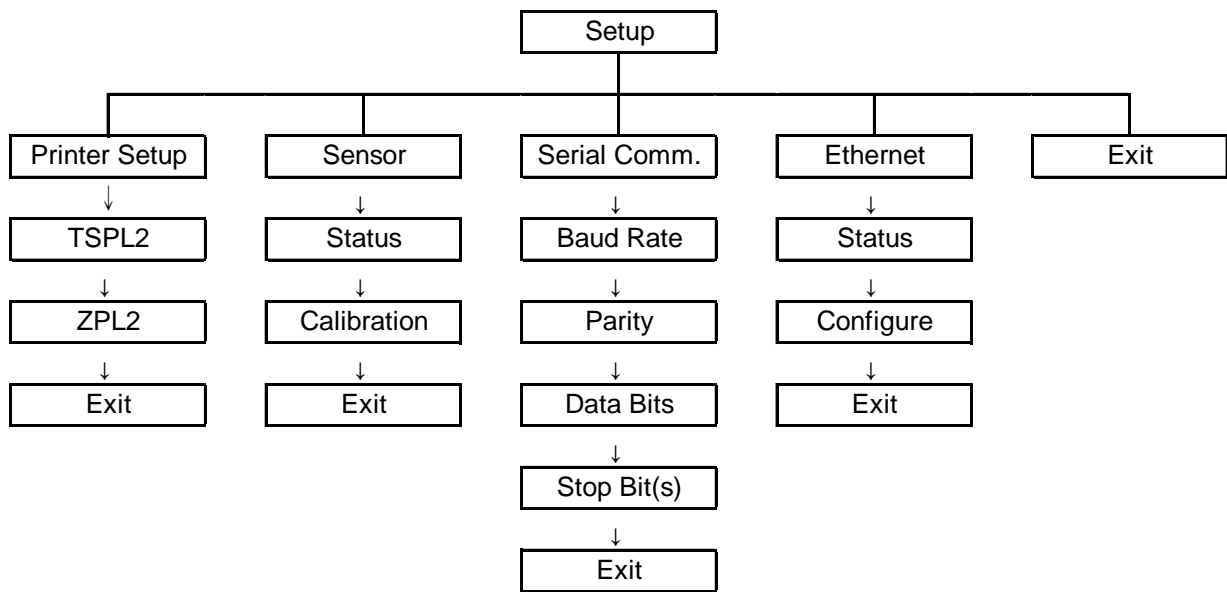 Setup
Printer Setup
Sensor
Serial Comm.
Ethernet
Exit
↓
↓
↓
↓
TSPL2
Status
Baud Rate
Status
↓
↓
↓
↓
ZPL2
Calibration
Parity
Configure
↓
↓
↓
↓
Exit
Exit
Data Bits
Exit
↓
Stop Bit(s)
↓
Exit